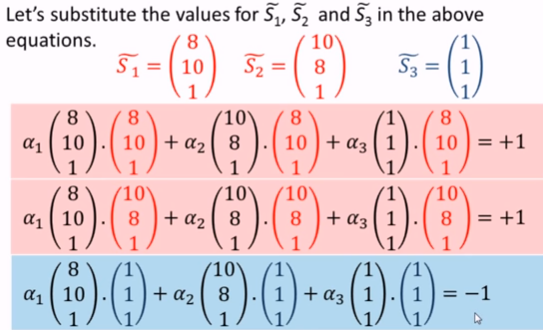 Let's substitute the values for S̃₁, S̃₂ and S̃₃ in the above
equations.
S̃₁ = (8 10 1) S̃₂ = (10 8 1) S̃₃ = (1 1 1)
α₁ (8 10 1) . (8 10 1) + α₂ (10 8 1) . (8 10 1) + α₃ (1 1 1) . (8 10 1) = +1
α₁ (8 10 1) . (10 8 1) + α₂ (10 8 1) . (10 8 1) + α₃ (1 1 1) . (10 8 1) = +1
α₁ (8 10 1) . (1 1 1) + α₂ (10 8 1) . (1 1 1) + α₃ (1 1 1) . (1 1 1) = −1